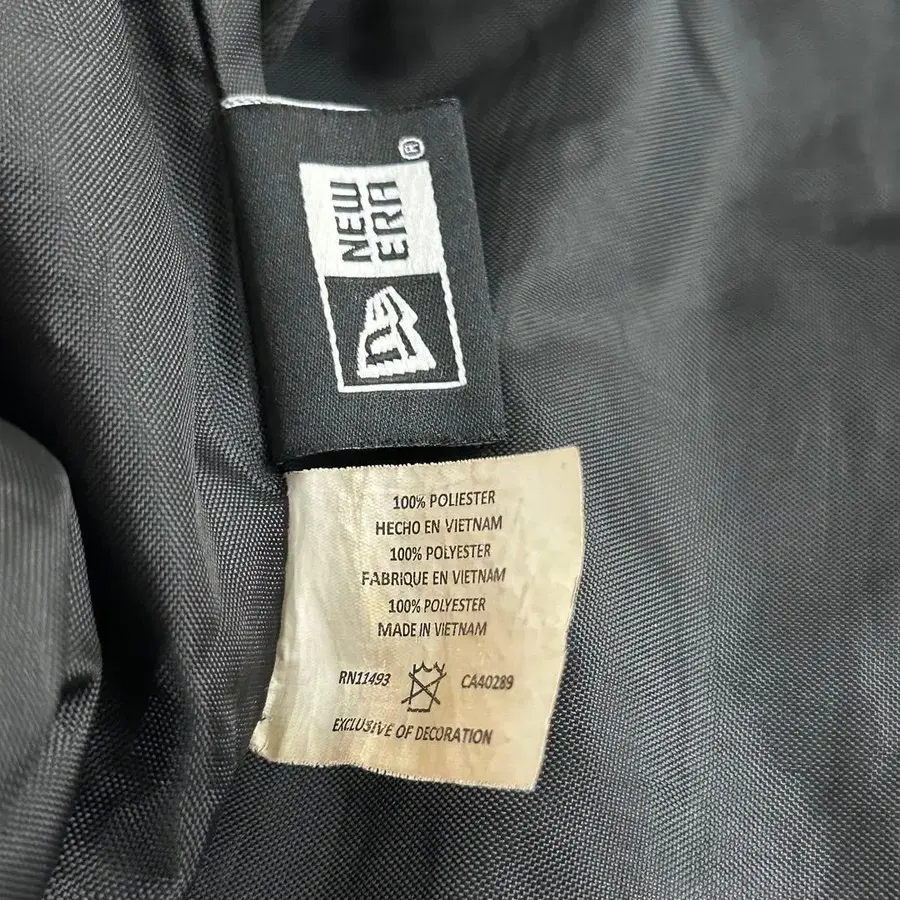 NEW
ERA
®
100% POLIESTER
HECHO EN VIETNAM
100% POLYESTER
FABRIQUE EN VIETNAM
100% POLYESTER
MADE IN VIETNAM
RN11493 CA40289
EXCLUSIVE OF DECORATION